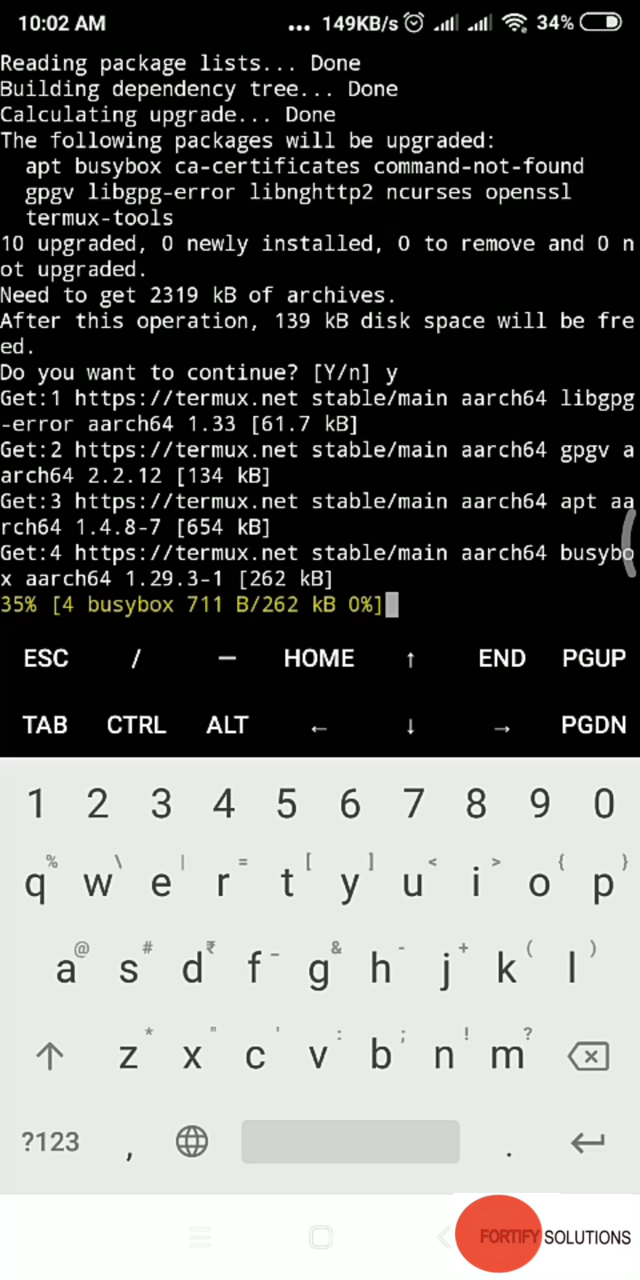 10:02 AM ... 149KB/s 34%
Reading package lists... Done
Building dependency tree... Done
Calculating upgrade... Done
The following packages will be upgraded:
apt busybox ca-certificates command-not-found
gpgv libgpg-error libnghttp2 ncurses openssl
termux-tools
10 upgraded, 0 newly installed, 0 to remove and 0 n
ot upgraded.
Need to get 2319 kB of archives.
After this operation, 139 kB disk space will be fre
ed.
Do you want to continue? [Y/n] y
Get:1 https://termux.net stable/main aarch64 libgpg
-error aarch64 1.33 [61.7 kB]
Get:2 https://termux.net stable/main aarch64 gpgv a
arch64 2.2.12 [134 kB]
Get:3 https://termux.net stable/main aarch64 apt aa
rch64 1.4.8-7 [654 kB]
Get:4 https://termux.net stable/main aarch64 busybo
x aarch64 1.29.3-1 [262 kB]
35% [4 busybox 711 B/262 kB 0%]
ESC / — HOME ↑ END PGUP
TAB CTRL ALT ← ↓ → PGDN
1 2 3 4 5 6 7 8 9 0
% \ | = [ ] < > { }
q w e r t y u i o p
@ # ₹ _ & - + ( )
a s d f g h j k l
* " ' : ; ! ?
z x c v b n m
?123 , .
FORTIFY SOLUTIONS